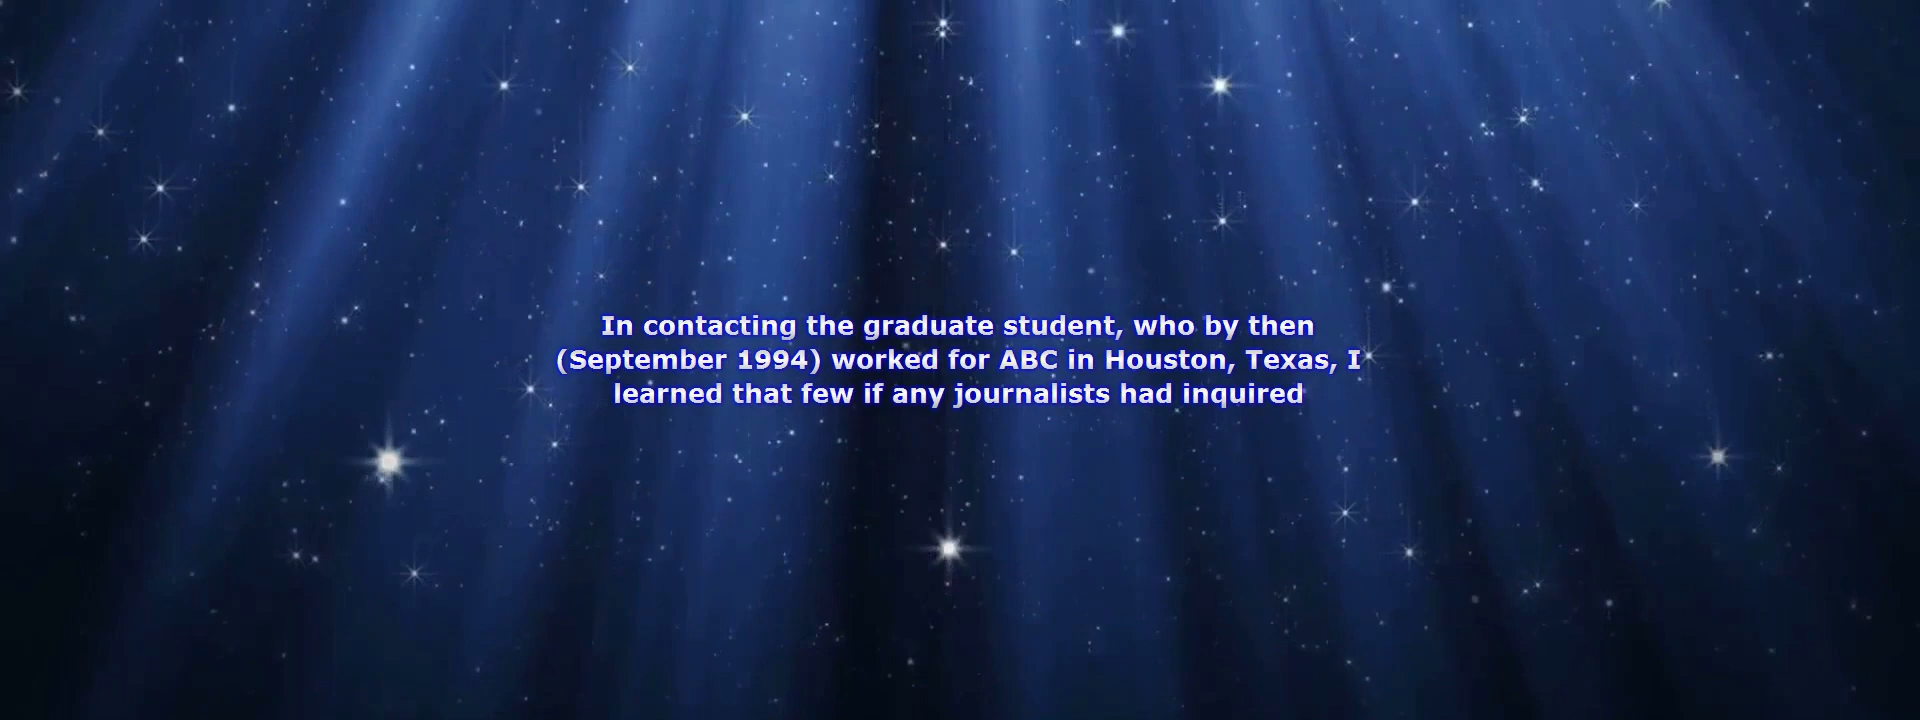 In contacting the graduate student, who by then
(September 1994) worked for ABC in Houston, Texas, I
learned that few if any journalists had inquired